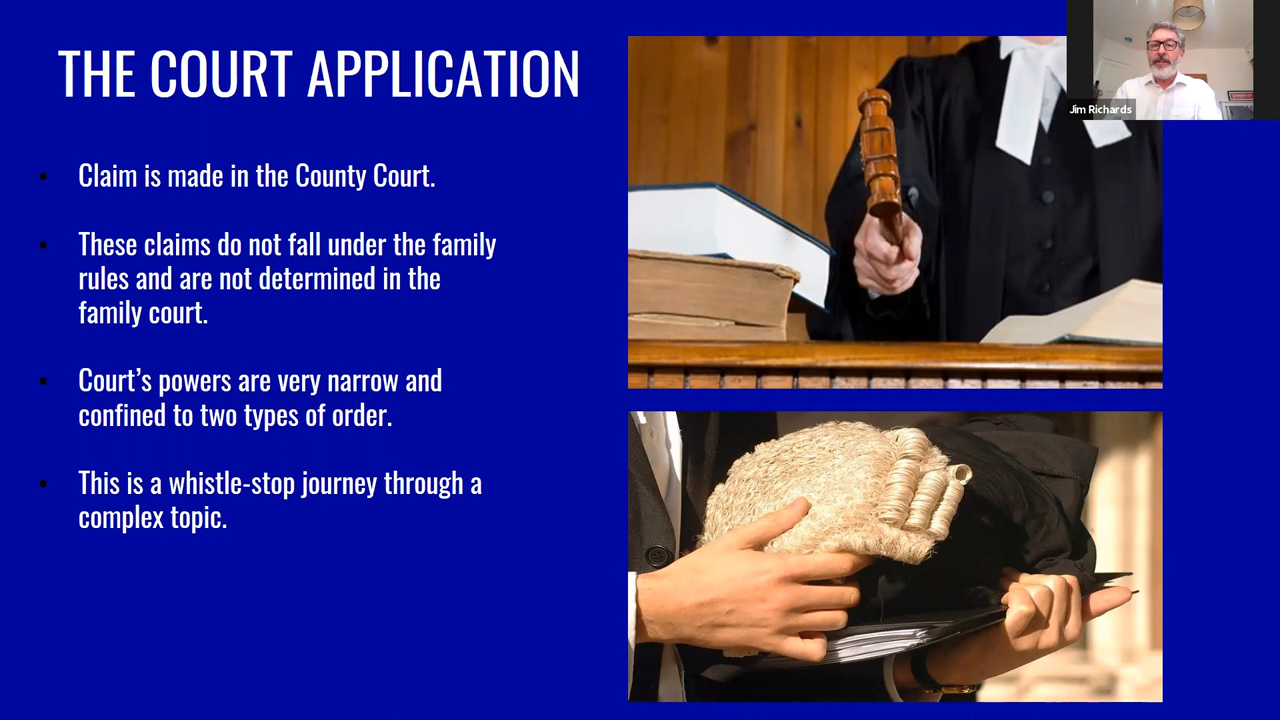 THE COURT APPLICATION
Jim Richards
• Claim is made in the County Court.
• These claims do not fall under the family
rules and are not determined in the
family court.
• Court’s powers are very narrow and
confined to two types of order.
• This is a whistle-stop journey through a
complex topic.